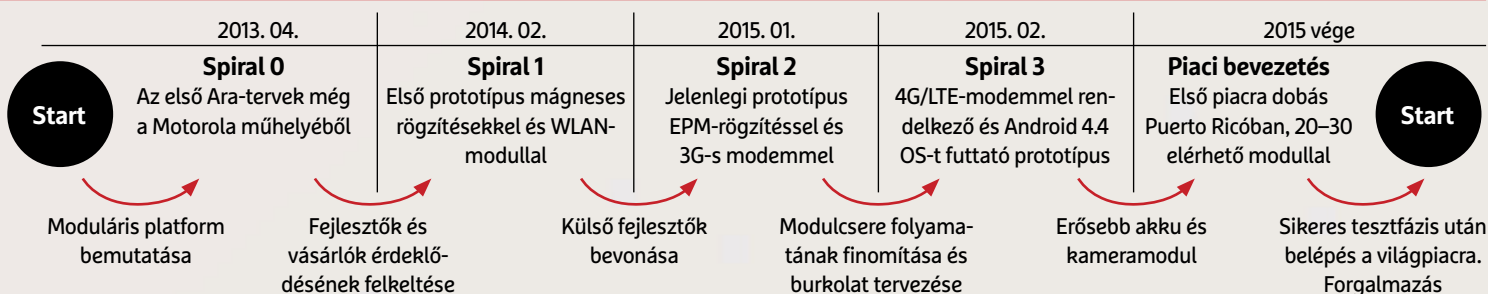 2013. 04.
2014. 02.
2015. 01.
2015. 02.
2015 vége
Start
Spiral 0
Az első Ara-tervek még
a Motorola műhelyéből
Spiral 1
Első prototípus mágneses
rögzítésekkel és WLAN-
modullal
Spiral 2
Jelenlegi prototípus
EPM-rögzítéssel és
3G-s modemmel
Spiral 3
4G/LTE-modemmel ren-
delkező és Android 4.4
OS-t futtató prototípus
Piaci bevezetés
Első piacra dobás
Puerto Ricóban, 20–30
elérhető modullal
Start
Moduláris platform
bemutatása
Fejlesztők és
vásárlók érdeklő-
désének felkeltése
Külső fejlesztők
bevonása
Modulcsere folyama-
tának finomítása és
burkolat tervezése
Erősebb akku és
kameramodul
Sikeres tesztfázis után
belépés a világpiacra.
Forgalmazás